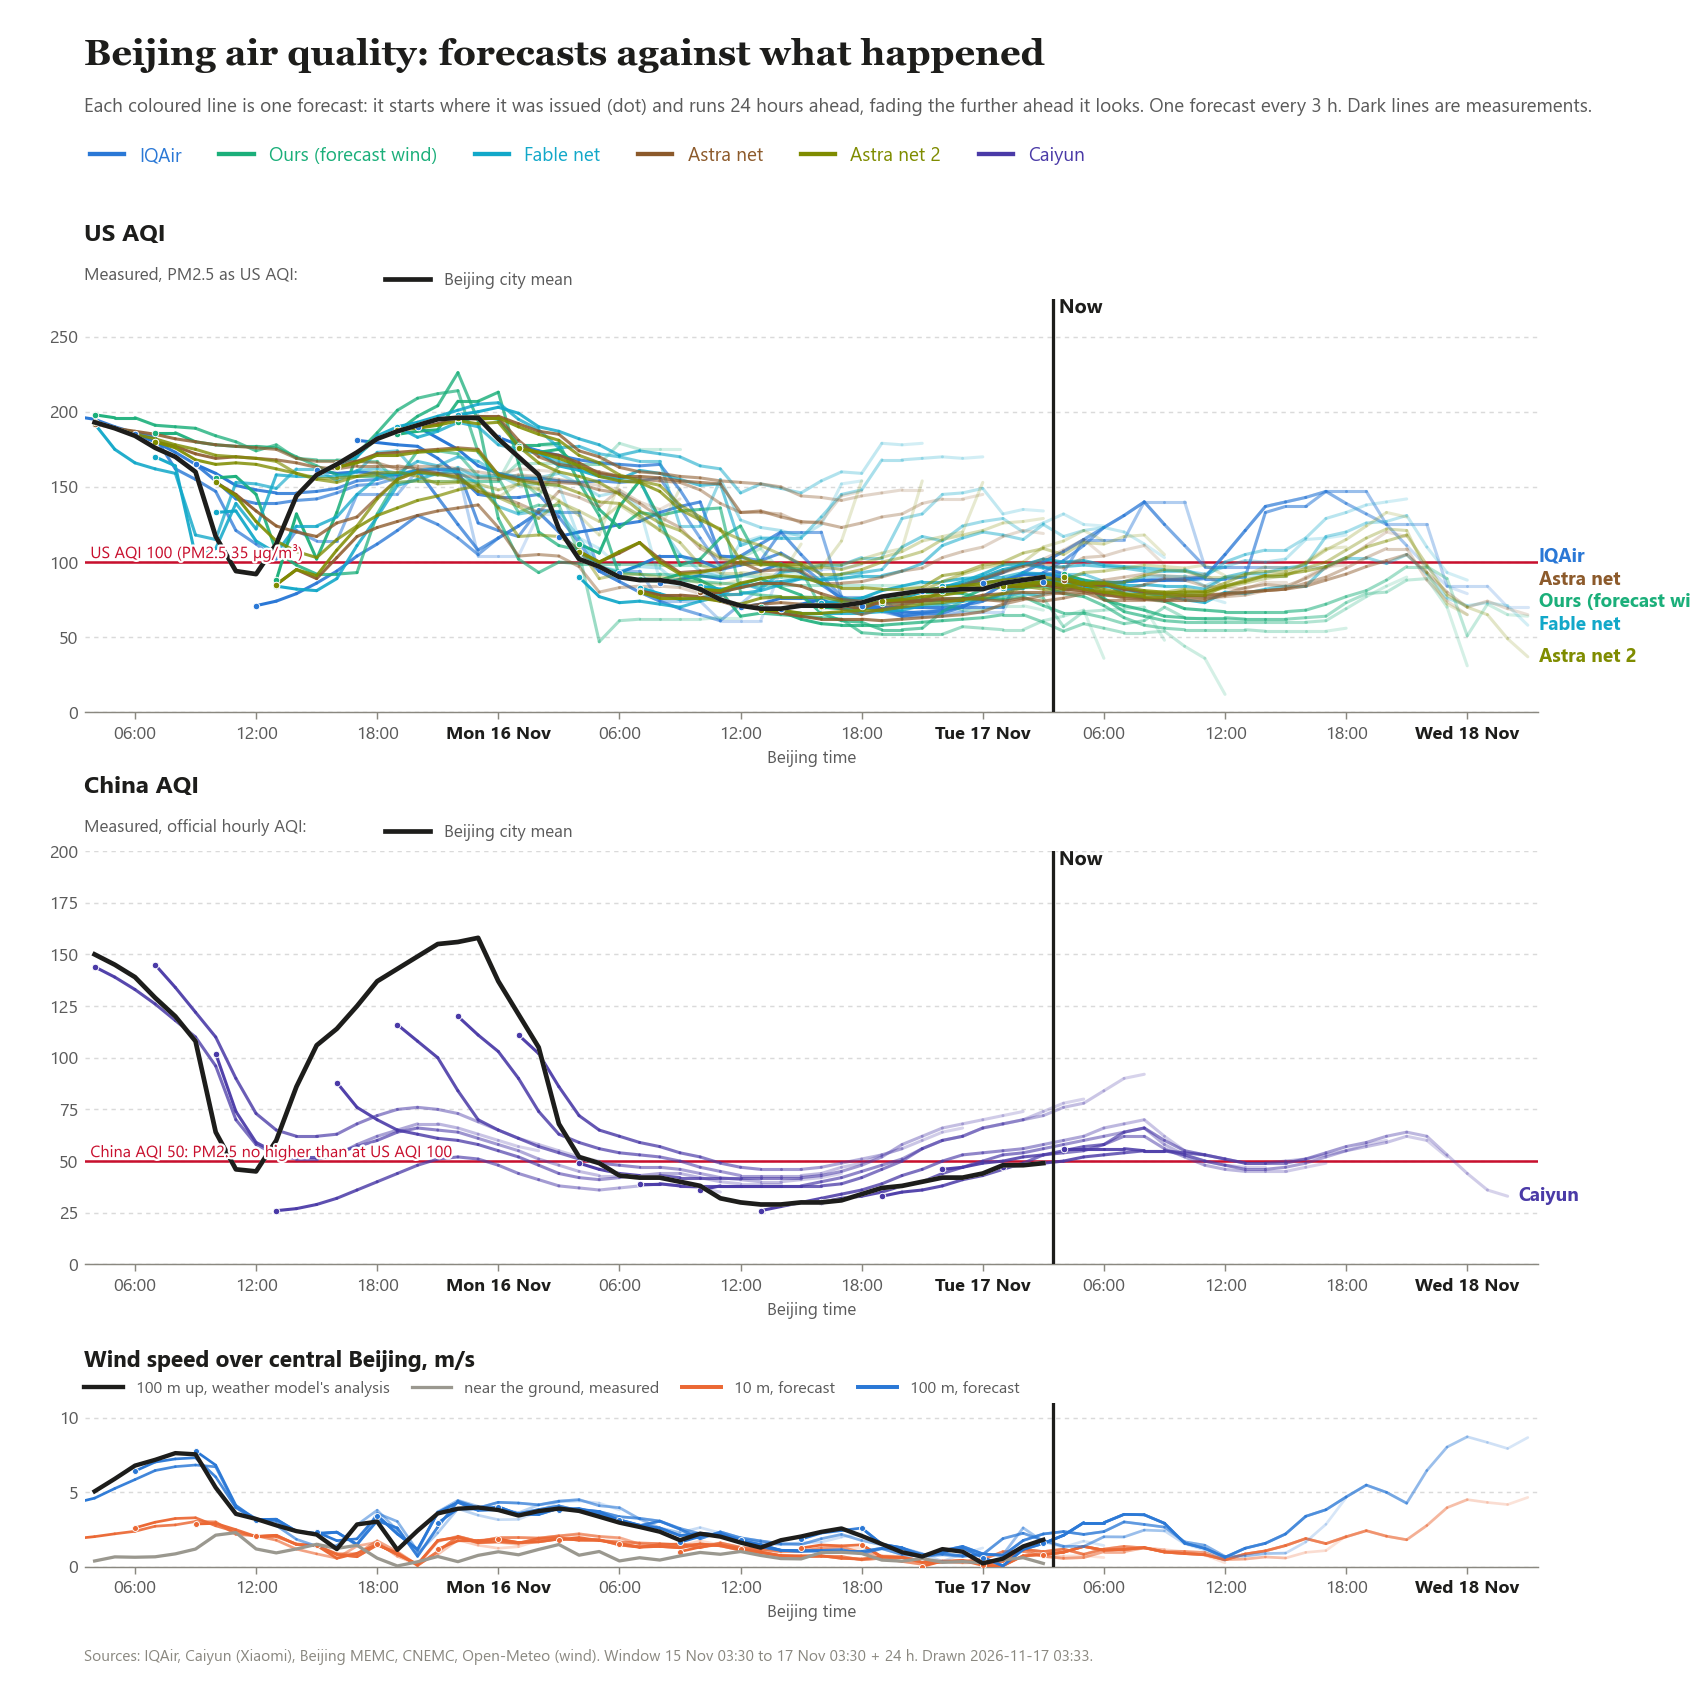 Beijing air quality: forecasts against what happened
Each coloured line is one forecast: it starts where it was issued (dot) and runs 24 hours ahead, fading the further ahead it looks. One forecast every 3 h. Dark lines are measurements.
IQAir Ours (forecast wind) Fable net Astra net Astra net 2 Caiyun
US AQI
Measured, PM2.5 as US AQI: Beijing city mean
Now
250
200
150
100
50
0
US AQI 100 (PM2.5 35 µg/m³)
IQAir
Astra net
Ours (forecast wi
Fable net
Astra net 2
06:00 12:00 18:00 Mon 16 Nov 06:00 12:00 18:00 Tue 17 Nov 06:00 12:00 18:00 Wed 18 Nov
Beijing time
China AQI
Measured, official hourly AQI: Beijing city mean
Now
200
175
150
125
100
75
50
25
0
China AQI 50: PM2.5 no higher than at US AQI 100
Caiyun
06:00 12:00 18:00 Mon 16 Nov 06:00 12:00 18:00 Tue 17 Nov 06:00 12:00 18:00 Wed 18 Nov
Beijing time
Wind speed over central Beijing, m/s
100 m up, weather model's analysis near the ground, measured 10 m, forecast 100 m, forecast
10
5
0
06:00 12:00 18:00 Mon 16 Nov 06:00 12:00 18:00 Tue 17 Nov 06:00 12:00 18:00 Wed 18 Nov
Beijing time
Sources: IQAir, Caiyun (Xiaomi), Beijing MEMC, CNEMC, Open-Meteo (wind). Window 15 Nov 03:30 to 17 Nov 03:30 + 24 h. Drawn 2026-11-17 03:33.